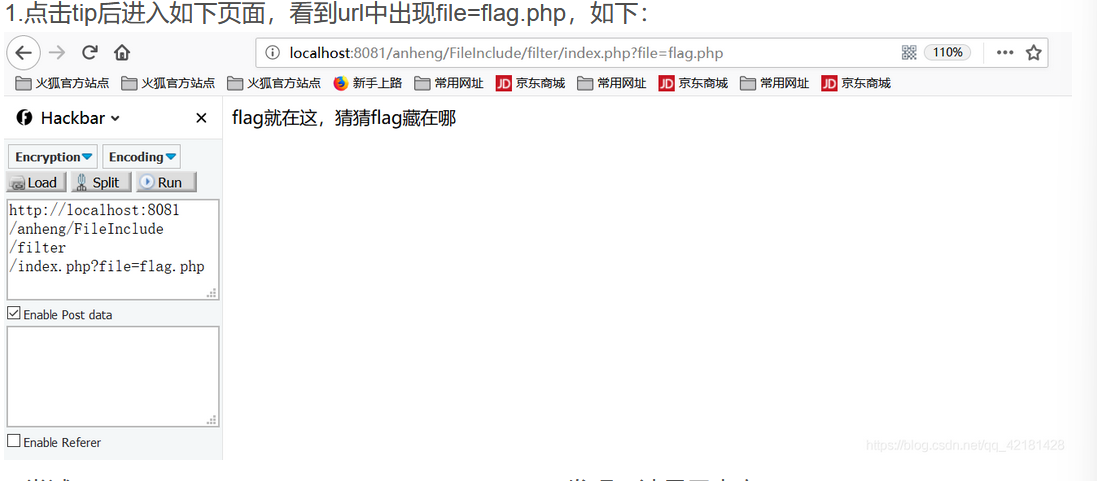 1.点击tip后进入如下页面，看到url中出现file=flag.php，如下：
localhost:8081/anheng/FileInclude/filter/index.php?file=flag.php
110%
火狐官方站点 火狐官方站点 火狐官方站点 新手上路 常用网址 JD 京东商城 常用网址 JD 京东商城 常用网址 JD 京东商城
Hackbar
flag就在这，猜猜flag藏在哪
Encryption Encoding
Load Split Run
http://localhost:8081
/anheng/FileInclude
/filter
/index.php?file=flag.php
Enable Post data
Enable Referer
https://blog.csdn.net/qq_42181428